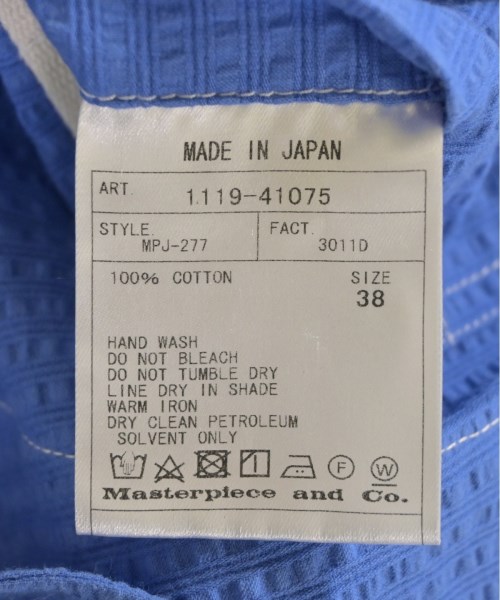 MADE IN JAPAN
ART. 1119-41075
STYLE. MPJ-277 FACT. 3011D
100% COTTON SIZE
38
HAND WASH
DO NOT BLEACH
DO NOT TUMBLE DRY
LINE DRY IN SHADE
WARM IRON
DRY CLEAN PETROLEUM
SOLVENT ONLY
F W
Masterpiece and Co.